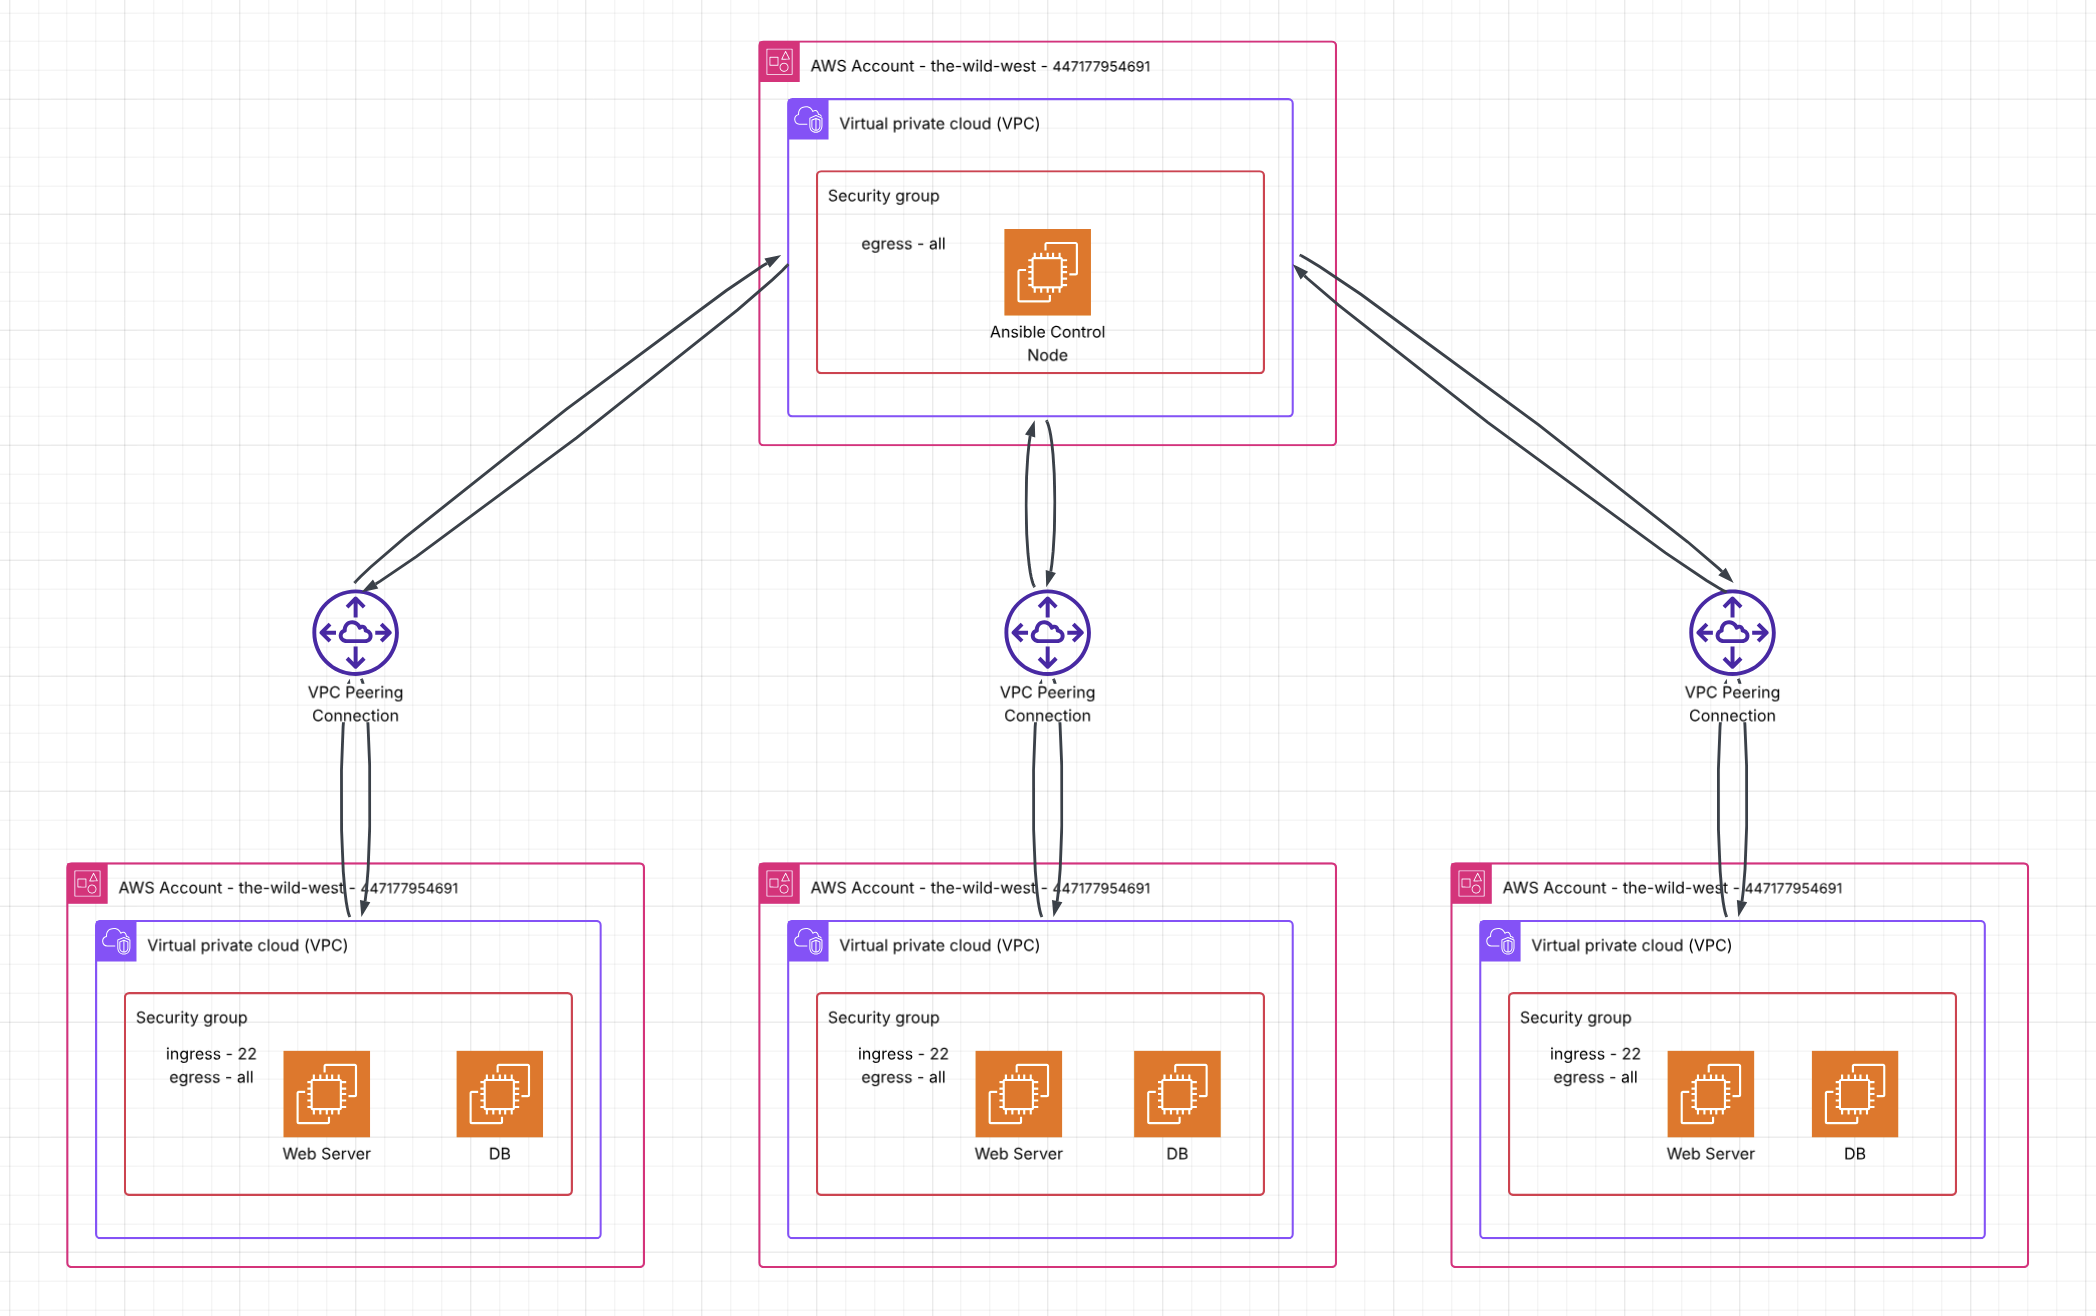 AWS Account - the-wild-west - 447177954691
Virtual private cloud (VPC)
Security group
egress - all
Ansible Control
Node
VPC Peering
Connection
VPC Peering
Connection
VPC Peering
Connection
AWS Account - the-wild-west - 447177954691
Virtual private cloud (VPC)
Security group
ingress - 22
egress - all
Web Server
DB
AWS Account - the-wild-west - 447177954691
Virtual private cloud (VPC)
Security group
ingress - 22
egress - all
Web Server
DB
AWS Account - the-wild-west - 447177954691
Virtual private cloud (VPC)
Security group
ingress - 22
egress - all
Web Server
DB